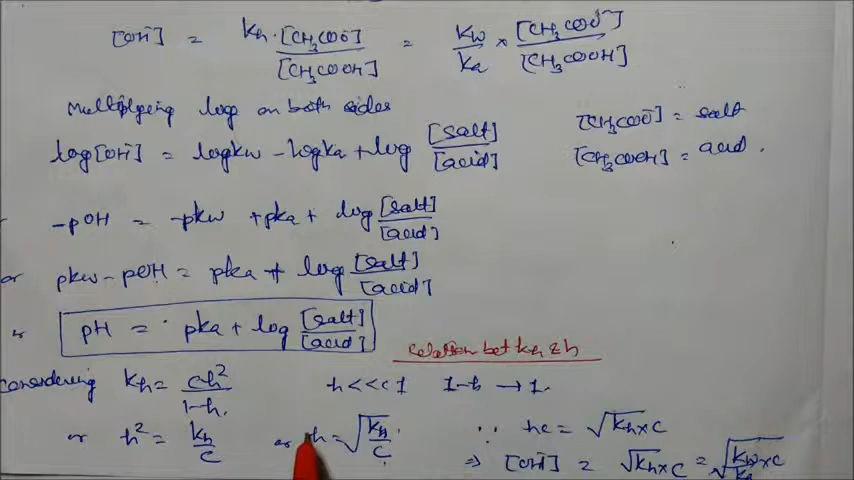 [OH⁻] = Kh·[CH₃COO⁻]/[CH₃COOH] = Kw/Ka × [CH₃COO⁻]/[CH₃COOH]
Multiplying log on both sides
[CH₃COO⁻] = salt
log[OH⁻] = logKw - logKa + log [salt]/[acid]
[CH₃COOH] = acid.
-pOH = -pKw + pKa + log [salt]/[acid]
or pKw - pOH = pKa + log [salt]/[acid]
pH = pKa + log [salt]/[acid]
relation bet Kh & h
considering Kh = ch²/1-h. h<<<1 1-h → 1.
or h² = Kh/C or h = √Kh/C ∵ hc = √Kh×C
⇒ [OH⁻] = √Kh×C = √Kw×C/Ka